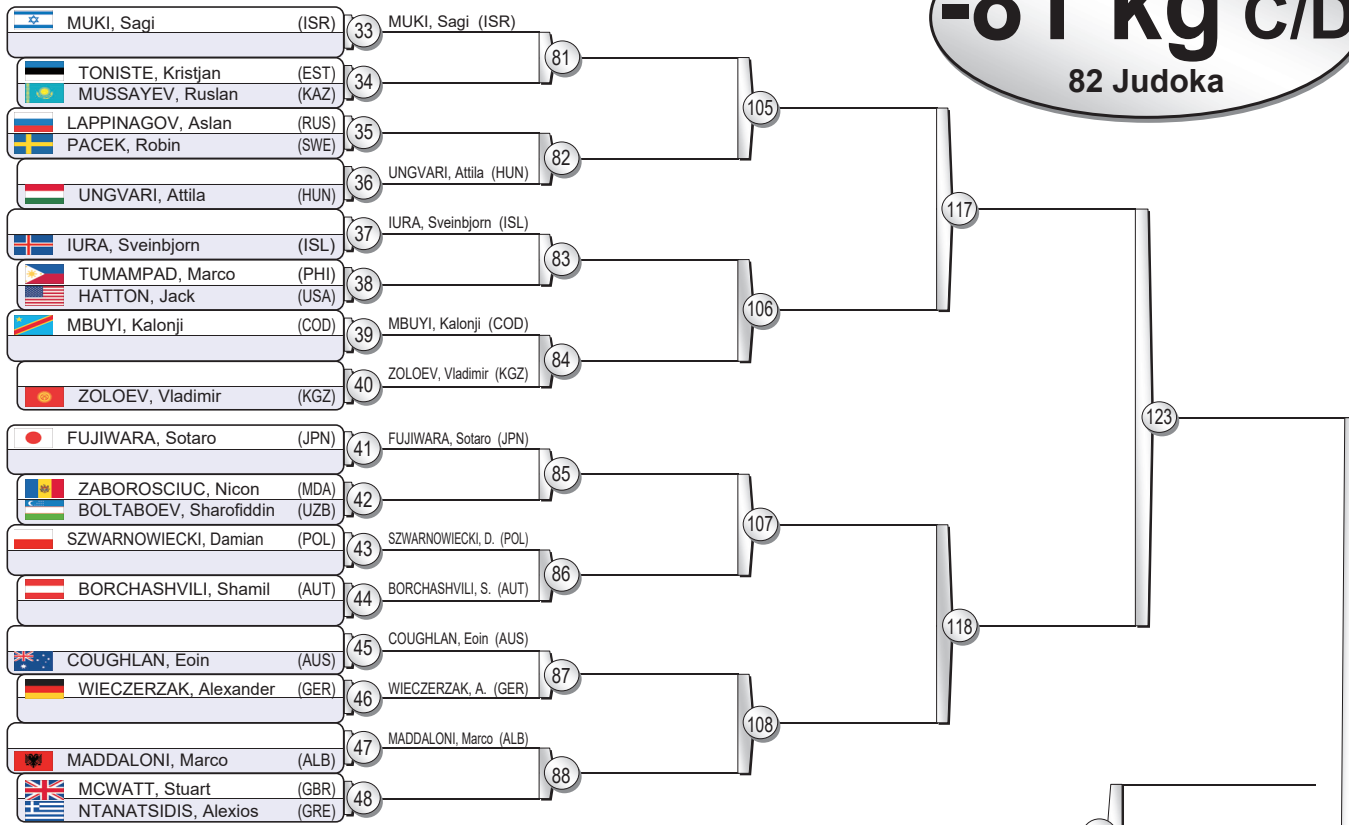 -81 kg C/D
82 Judoka
MUKI, Sagi (ISR) 33 MUKI, Sagi (ISR)
81
TONISTE, Kristjan (EST)
34
MUSSAYEV, Ruslan (KAZ)
105
LAPPINAGOV, Aslan (RUS)
35
PACEK, Robin (SWE)
82
36 UNGVARI, Attila (HUN)
UNGVARI, Attila (HUN)
117
37 IURA, Sveinbjorn (ISL)
IURA, Sveinbjorn (ISL)
83
TUMAMPAD, Marco (PHI)
38
HATTON, Jack (USA)
106
MBUYI, Kalonji (COD) 39 MBUYI, Kalonji (COD)
84
40 ZOLOEV, Vladimir (KGZ)
ZOLOEV, Vladimir (KGZ)
123
FUJIWARA, Sotaro (JPN) 41 FUJIWARA, Sotaro (JPN)
85
ZABOROSCIUC, Nicon (MDA)
42
BOLTABOEV, Sharofiddin (UZB)
107
SZWARNOWIECKI, Damian (POL) 43 SZWARNOWIECKI, D. (POL)
86
BORCHASHVILI, Shamil (AUT) 44 BORCHASHVILI, S. (AUT)
118
45 COUGHLAN, Eoin (AUS)
COUGHLAN, Eoin (AUS)
87
WIECZERZAK, Alexander (GER) 46 WIECZERZAK, A. (GER)
108
47 MADDALONI, Marco (ALB)
MADDALONI, Marco (ALB)
88
MCWATT, Stuart (GBR)
48
NTANATSIDIS, Alexios (GRE)